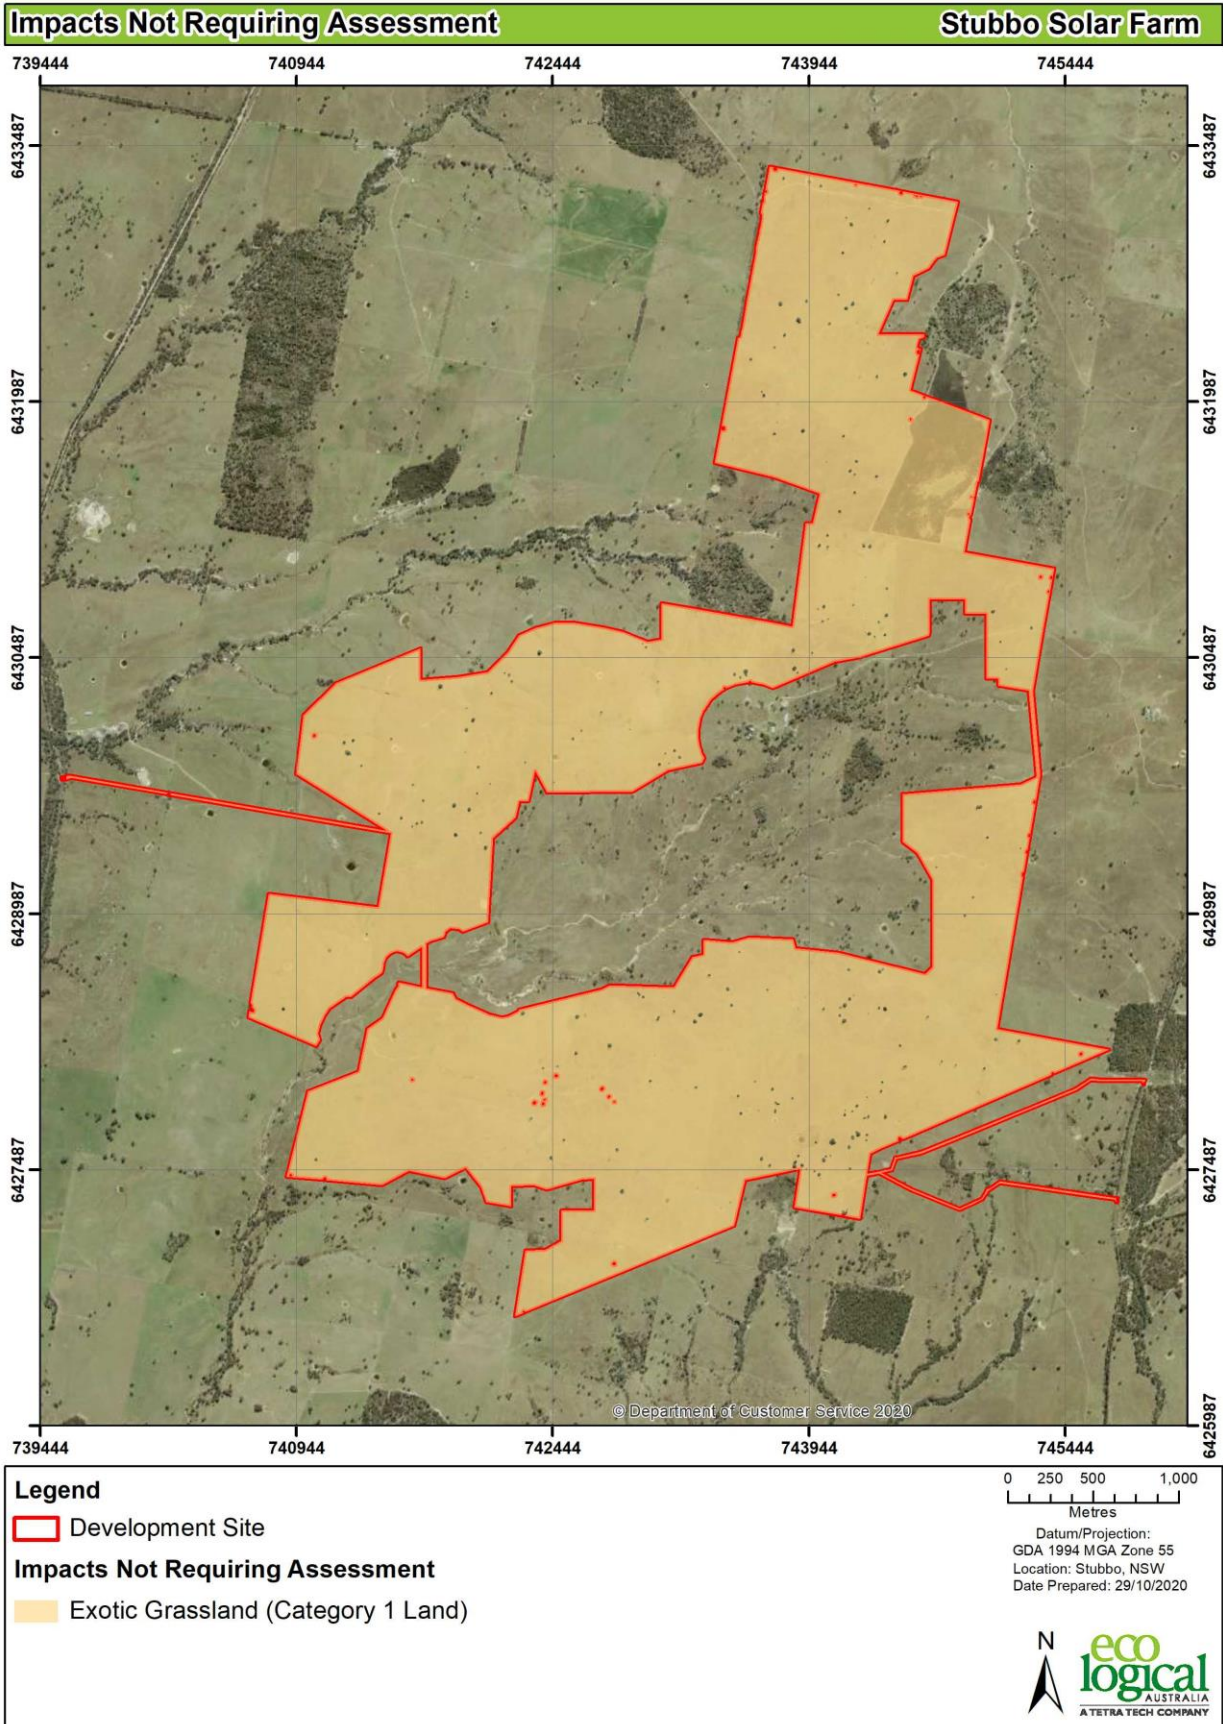 Impacts Not Requiring Assessment
Stubbo Solar Farm
739444 740944 742444 743944 745444
6433487 6433487
6431987 6431987
6430487 6430487
6428987 6428987
6427487 6427487
6425987
© Department of Customer Service 2020
739444 740944 742444 743944 745444
Legend
Development Site
Impacts Not Requiring Assessment
Exotic Grassland (Category 1 Land)
0 250 500 1,000
Metres
Datum/Projection:
GDA 1994 MGA Zone 55
Location: Stubbo, NSW
Date Prepared: 29/10/2020
N
eco
logical
AUSTRALIA
A TETRA TECH COMPANY